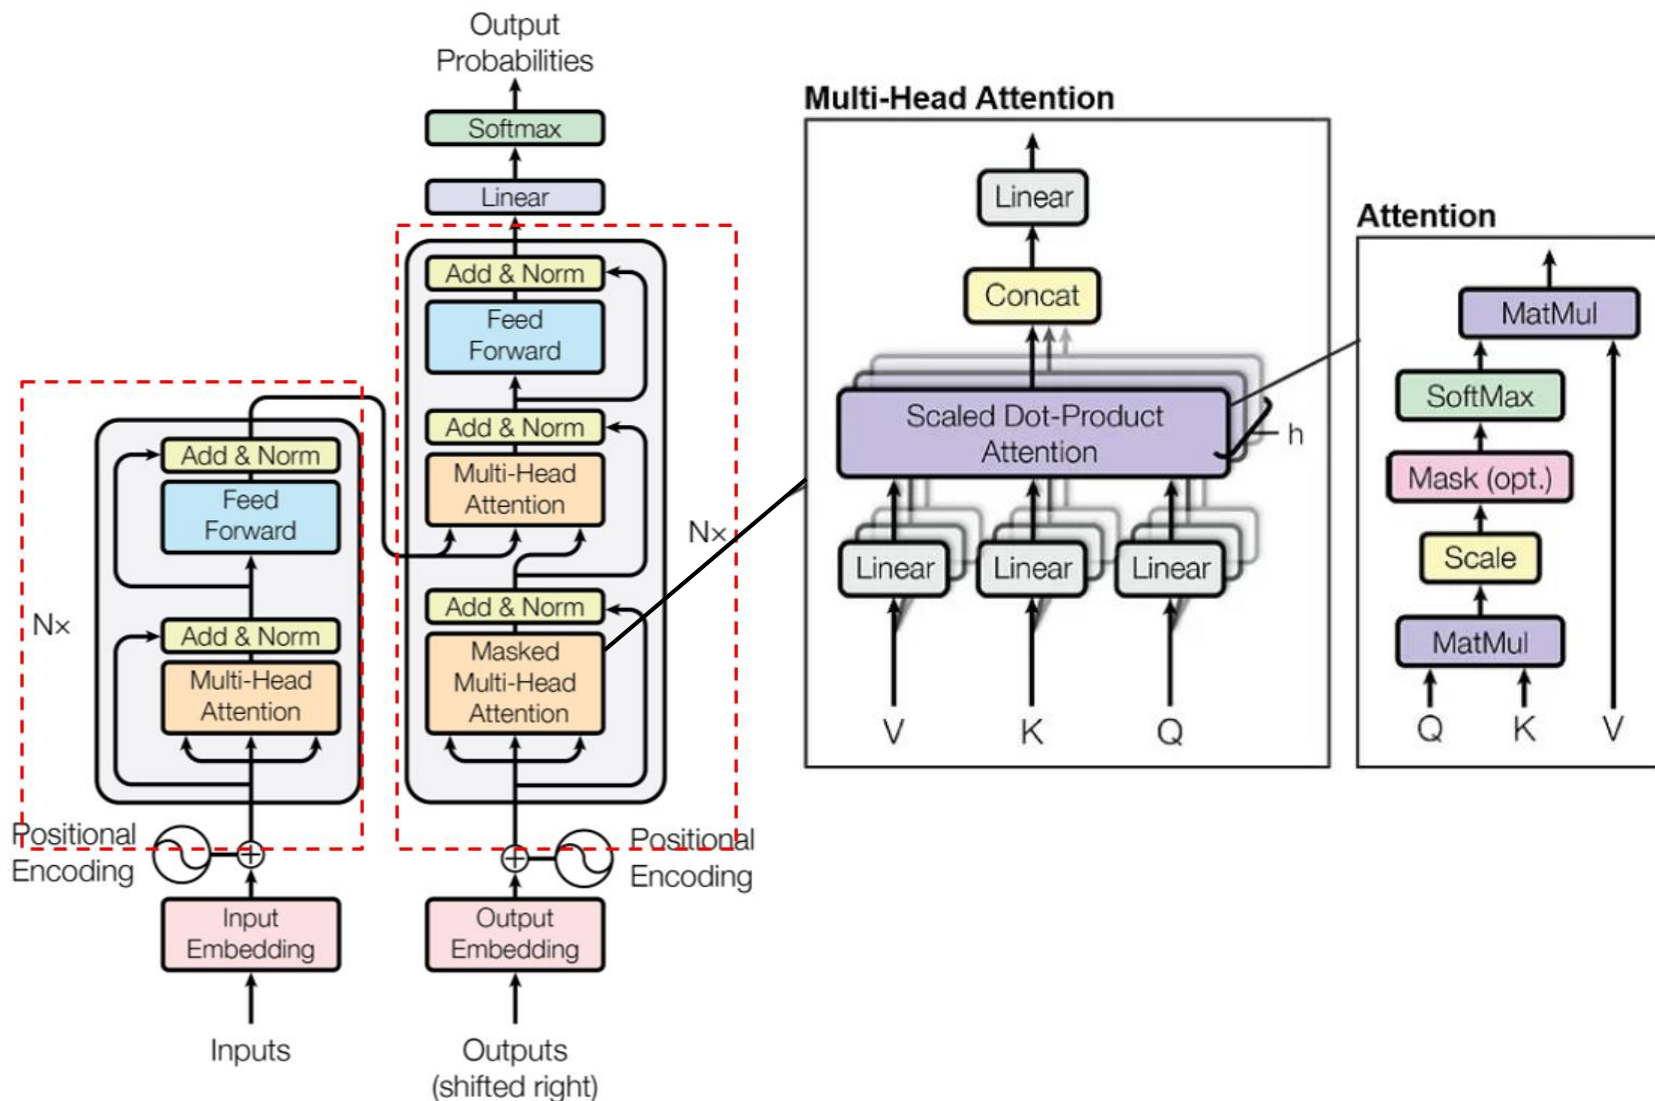 Output
Probabilities
Softmax
Linear
Add & Norm
Feed
Forward
Add & Norm
Multi-Head
Attention
Nx
Add & Norm
Masked
Multi-Head
Attention
Add & Norm
Feed
Forward
Nx
Add & Norm
Multi-Head
Attention
Positional
Encoding
Positional
Encoding
Input
Embedding
Output
Embedding
Inputs
Outputs
(shifted right)
Multi-Head Attention
Linear
Concat
Scaled Dot-Product
Attention
h
Linear
Linear
Linear
V
K
Q
Attention
MatMul
SoftMax
Mask (opt.)
Scale
MatMul
Q
K
V